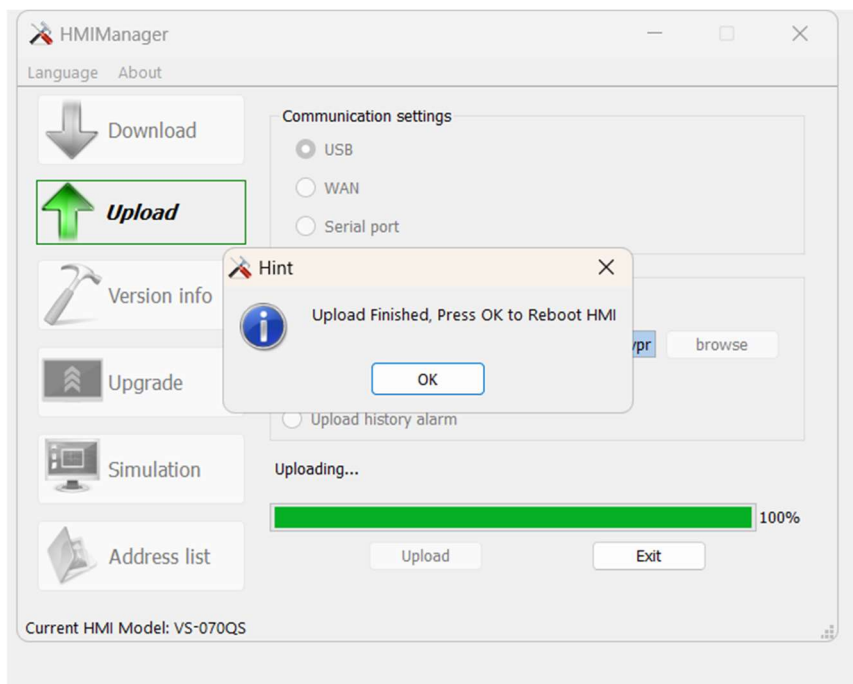 HMIManager
Language About
Download
Upload
Version info
Upgrade
Simulation
Address list
Communication settings
USB
WAN
Serial port
Hint
Upload Finished, Press OK to Reboot HMI
OK
browse
Upload history alarm
Uploading...
100%
Upload
Exit
Current HMI Model: VS-070QS